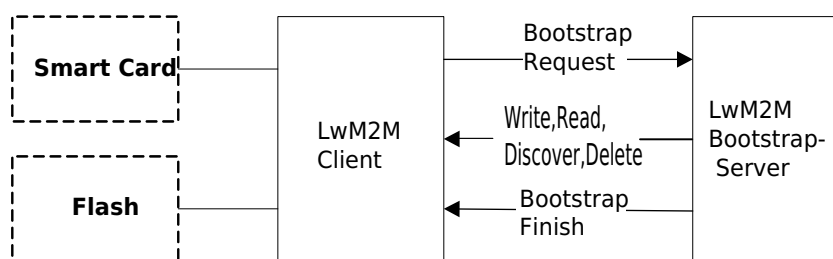 Smart Card
Flash
LwM2M
Client
Bootstrap
Request
Write,Read,
Discover,Delete
Bootstrap
Finish
LwM2M
Bootstrap-
Server